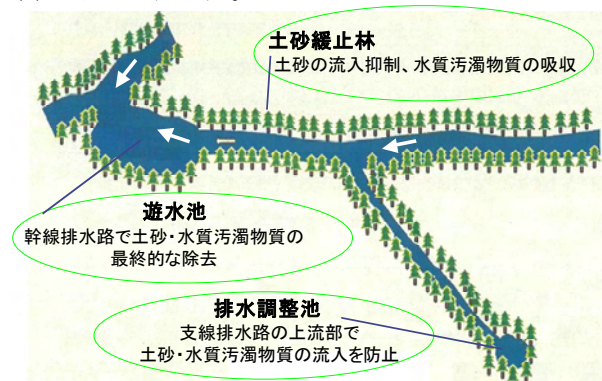 土砂緩止林
土砂の流入抑制、水質汚濁物質の吸収
遊水池
幹線排水路で土砂・水質汚濁物質の
最終的な除去
排水調整池
支線排水路の上流部で
土砂・水質汚濁物質の流入を防止